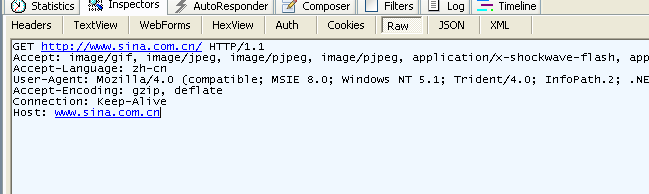 Statistics Inspectors AutoResponder Composer Filters Log Timeline
Headers TextView WebForms HexView Auth Cookies Raw JSON XML
GET http://www.sina.com.cn/ HTTP/1.1
Accept: image/gif, image/jpeg, image/pjpeg, image/pjpeg, application/x-shockwave-flash, app
Accept-Language: zh-cn
User-Agent: Mozilla/4.0 (compatible; MSIE 8.0; Windows NT 5.1; Trident/4.0; InfoPath.2; .NE
Accept-Encoding: gzip, deflate
Connection: Keep-Alive
Host: www.sina.com.cn